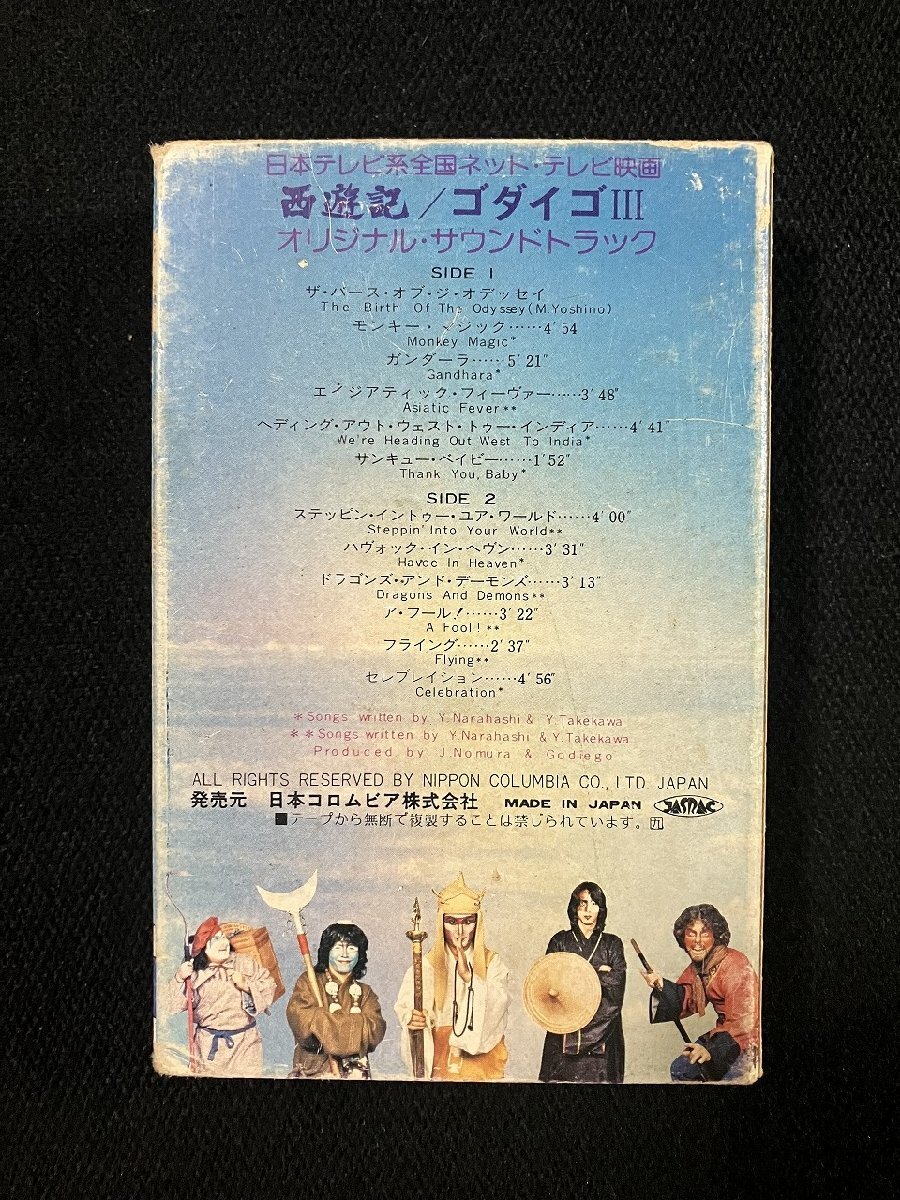 日本テレビ系全国ネット・テレビ映画
西遊記/ゴダイゴIII
オリジナル・サウンドトラック
SIDE 1
ザ・バース・オブ・ジ・オデッセイ
The Birth Of The Odyssey(M.Yoshino)
モンキー・マジック……4′54
Monkey Magic*
ガンダーラ……5′21″
Gandhara*
エイジアティック・フィーヴァー……3′48″
Asiatic Fever**
ヘディング・アウト・ウェスト・トゥー・インディア……4′41″
We're Heading Out West To India*
サンキュー・ベイビー……1′52″
Thank You, Baby*
SIDE 2
ステッピン・イントゥー・ユア・ワールド……4′00″
Steppin' Into Your World**
ハヴォック・イン・ヘヴン……3′31″
Havoc In Heaven*
ドラゴンズ・アンド・デーモンズ……3′13″
Dragons And Demons**
ア・フール!……3′22″
A Fool!**
フライング……2′37″
Flying**
セレブレイション……4′56″
Celebration*
*Songs written by Y.Narahashi & Y.Takekawa
**Songs written by Y.Narahashi & Y.Takekawa
Produced by J.Nomura & Godiego
ALL RIGHTS RESERVED BY NIPPON COLUMBIA CO., LTD. JAPAN
発売元 日本コロムビア株式会社 MADE IN JAPAN JASRAC
■テープから無断で複製することは禁じられています。